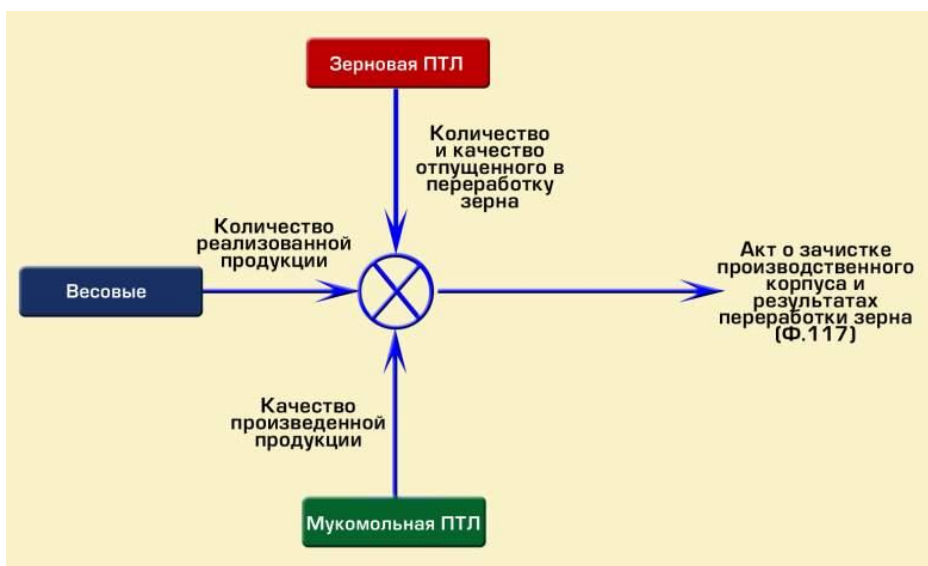 Зерновая ПТЛ
Количество
и качество
отпущенного в
переработку
зерна
Количество
реализованной
продукции
Весовые
Акт о зачистке
производственного
корпуса и
результатах
переработки зерна
(Ф.117)
Качество
произведенной
продукции
Мукомольная ПТЛ